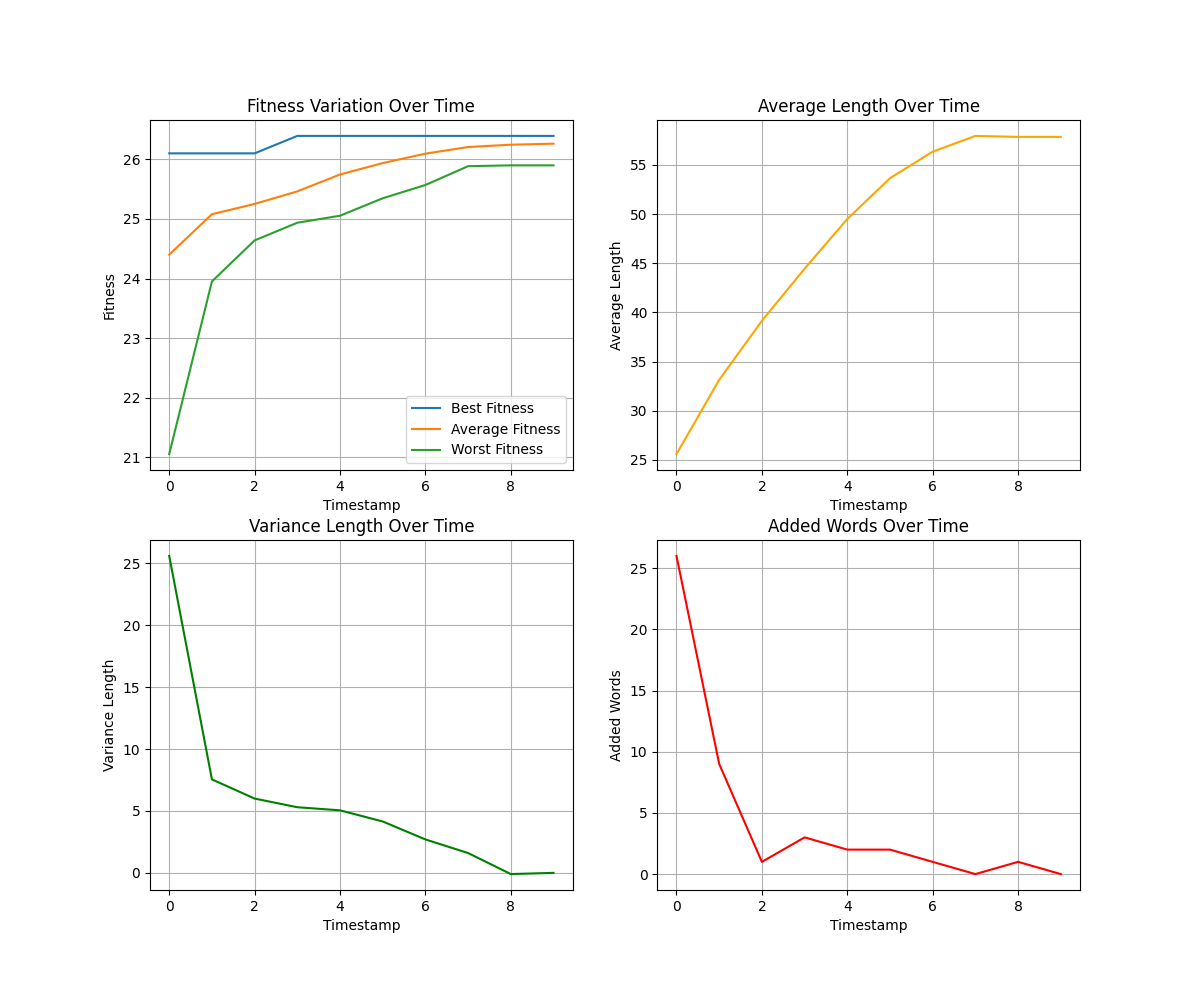 Fitness Variation Over Time
26
25
24
23
22
21
Fitness
0 2 4 6 8
Timestamp
Best Fitness
Average Fitness
Worst Fitness
Average Length Over Time
55
50
45
40
35
30
25
Average Length
0 2 4 6 8
Timestamp
Variance Length Over Time
25
20
15
10
5
0
Variance Length
0 2 4 6 8
Timestamp
Added Words Over Time
25
20
15
10
5
0
Added Words
0 2 4 6 8
Timestamp